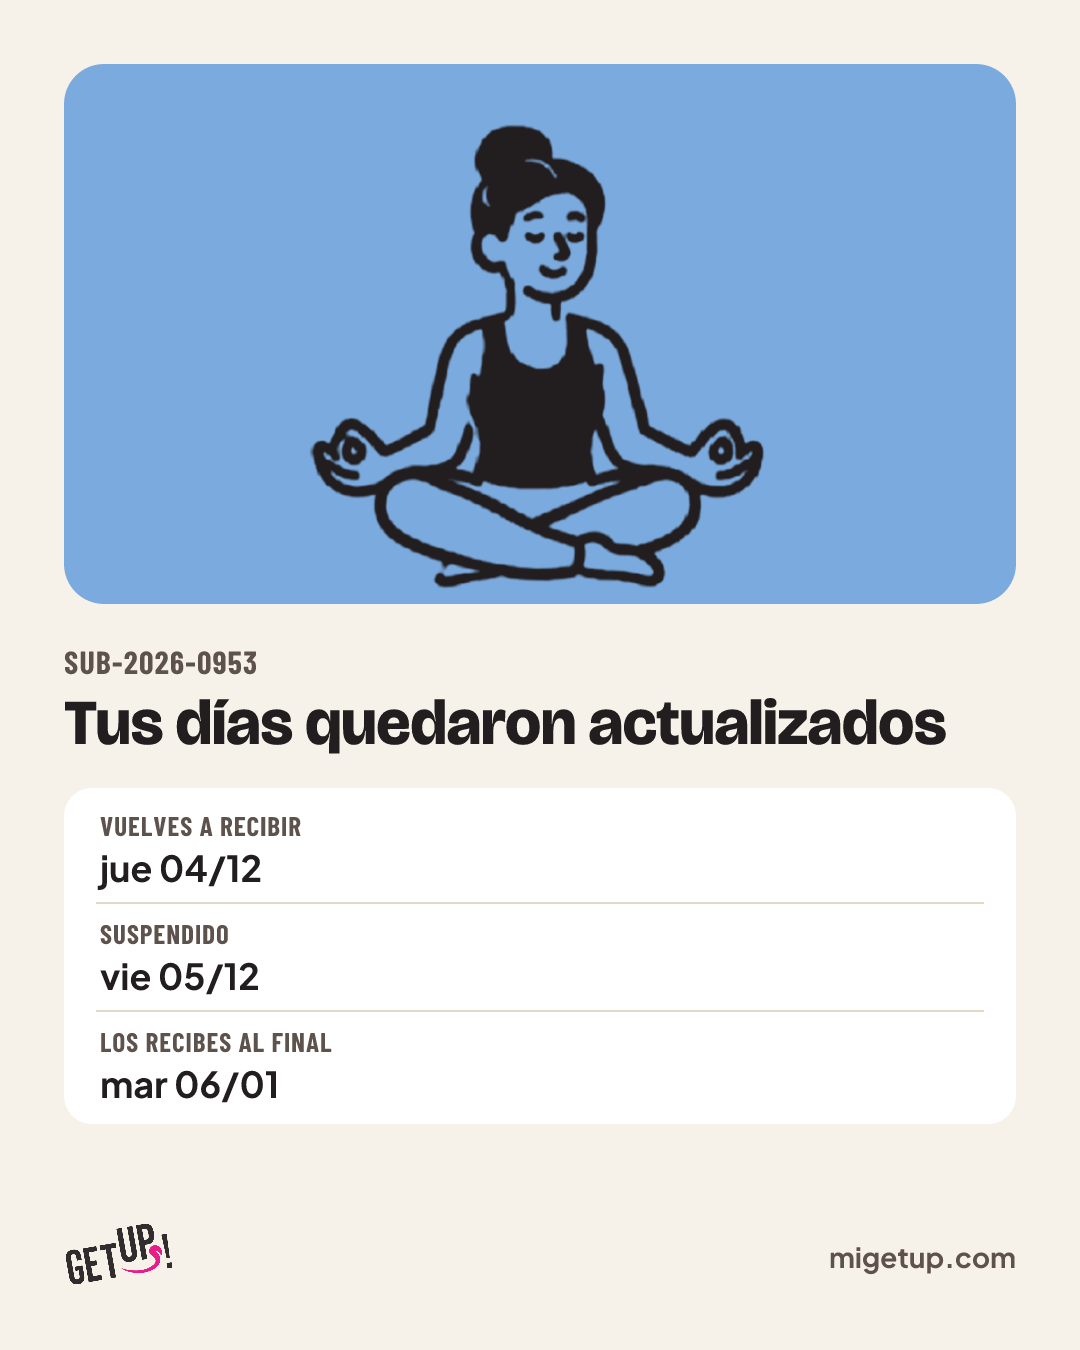 SUB-2026-0953
Tus días quedaron actualizados
VUELVES A RECIBIR
jue 04/12
SUSPENDIDO
vie 05/12
LOS RECIBES AL FINAL
mar 06/01
GETUP!
migetup.com